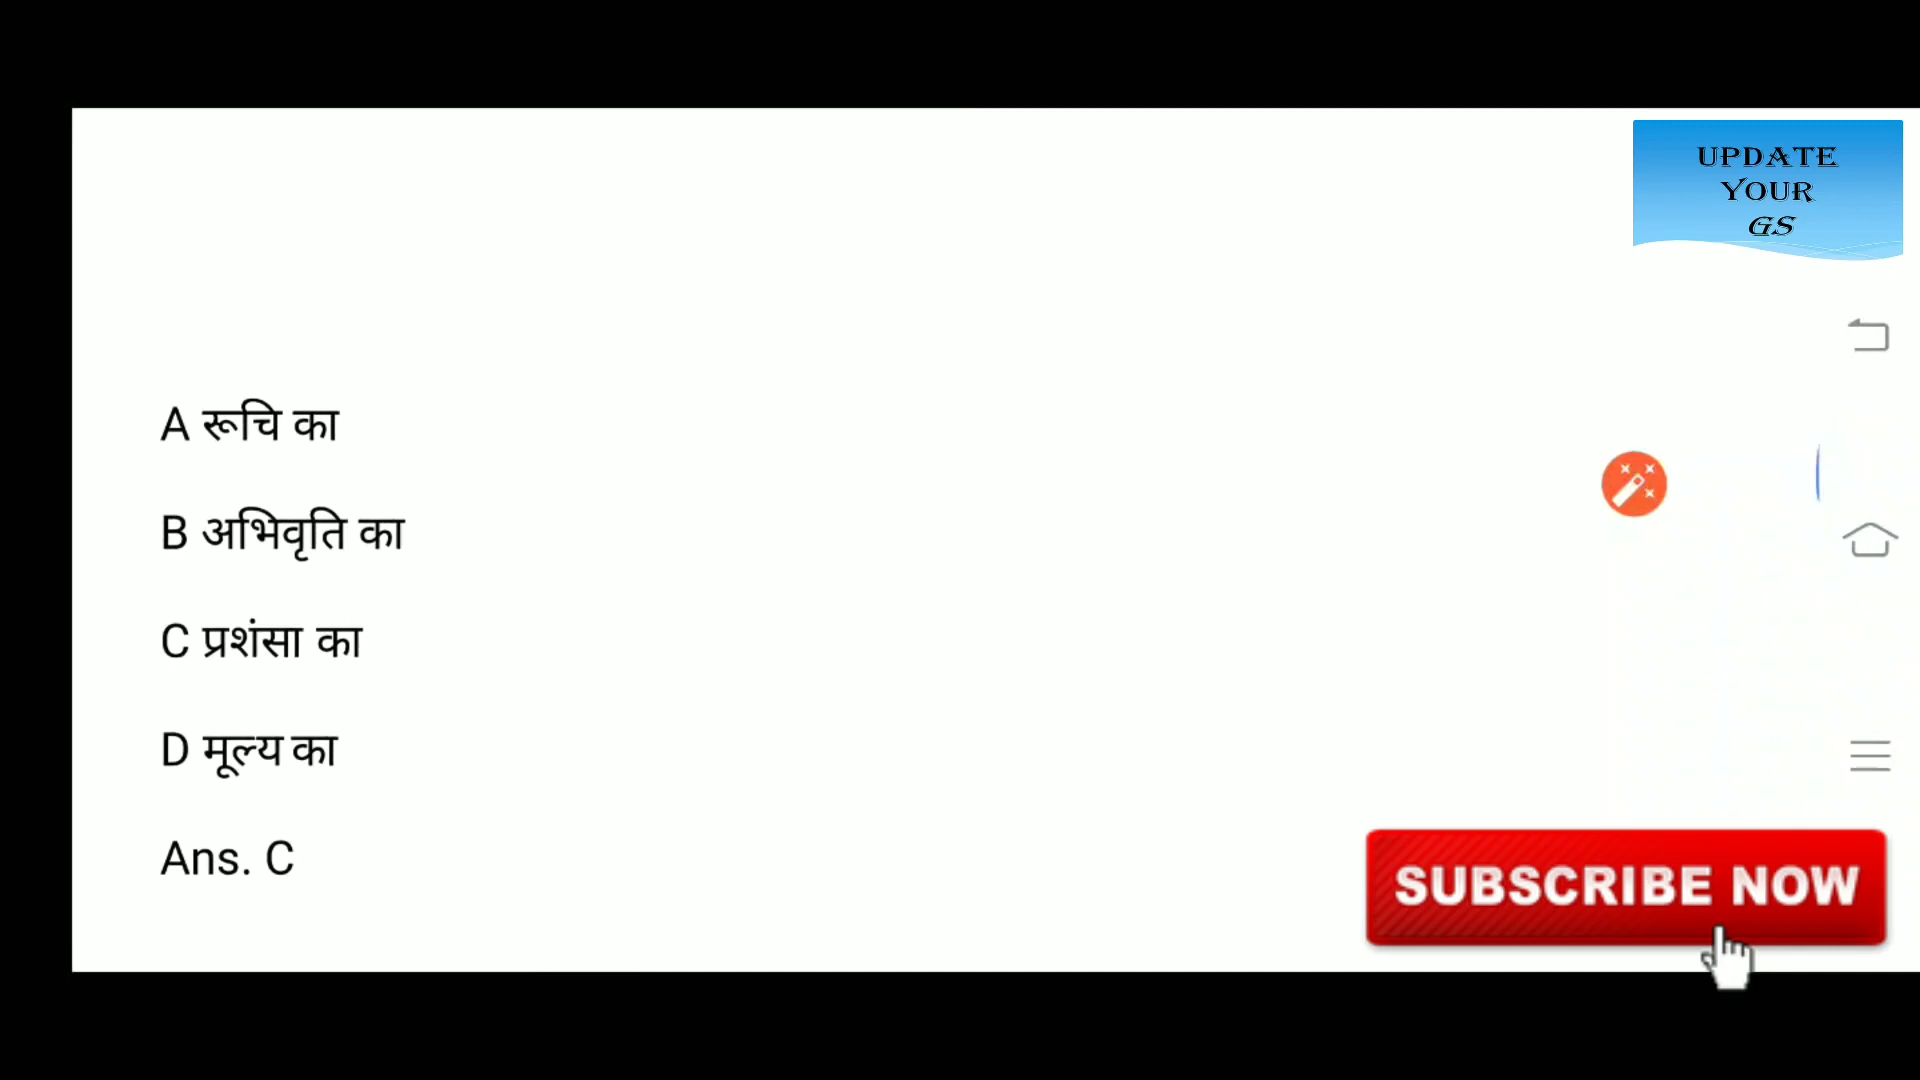 UPDATE
YOUR
GS
A रूचि का
B अभिवृति का
C प्रशंसा का
D मूल्य का
Ans. C
SUBSCRIBE NOW